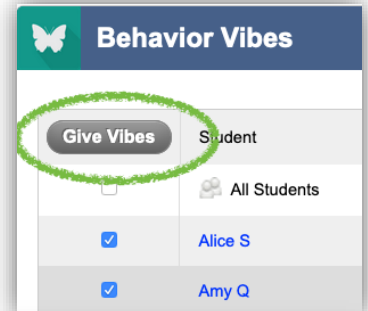 Behavior Vibes
Give Vibes Student
All Students
Alice S
Amy Q